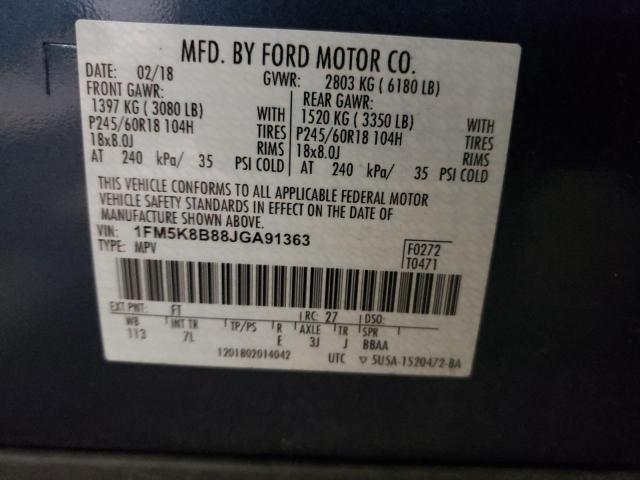 MFD. BY FORD MOTOR CO.
DATE: 02/18 GVWR: 2803 KG ( 6180 LB)
FRONT GAWR: REAR GAWR:
1397 KG ( 3080 LB) WITH 1520 KG ( 3350 LB) WITH
P245/60R18 104H TIRES P245/60R18 104H TIRES
18x8.0J RIMS 18x8.0J RIMS
AT 240 kPa/ 35 PSI COLD AT 240 kPa/ 35 PSI COLD
THIS VEHICLE CONFORMS TO ALL APPLICABLE FEDERAL MOTOR
VEHICLE SAFETY STANDARDS IN EFFECT ON THE DATE OF
MANUFACTURE SHOWN ABOVE.
VIN: 1FM5K8B88JGA91363
TYPE: MPV
F0272
T0471
EXT PNT: FT RC: 27 DSO:
WB INT TR TP/PS R AXLE TR SPR
113 7L E 3J J BBAA
1201802014042 UTC ▽ 5U5A-1520472-BA